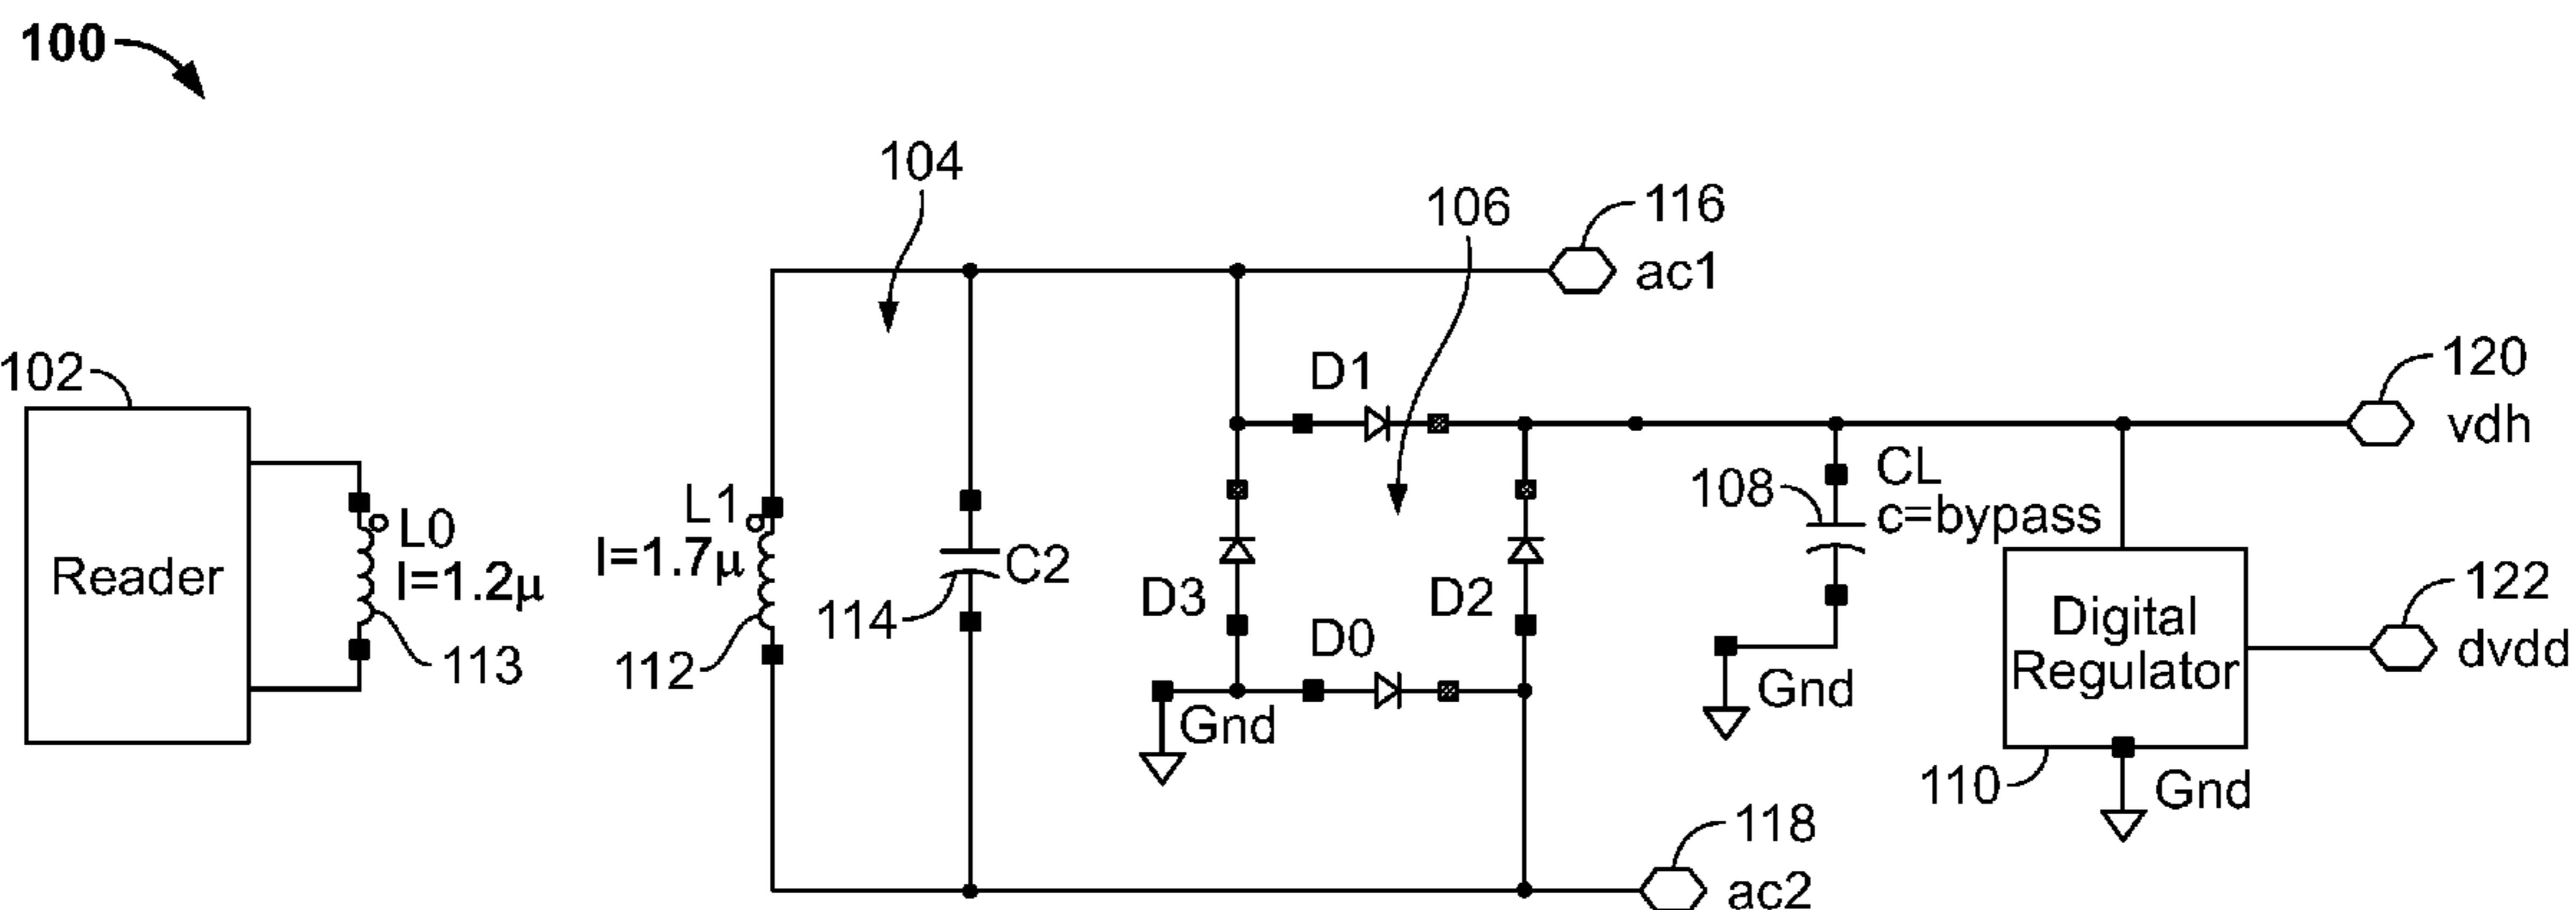 100
104
106
116
ac1
102
120
vdh
D1
Reader
L0
l=1.2µ
113
L1
l=1.7µ
112
C2
114
D3
D2
D0
Gnd
108
CL
c=bypass
Gnd
Digital
Regulator
110
Gnd
122
dvdd
118
ac2